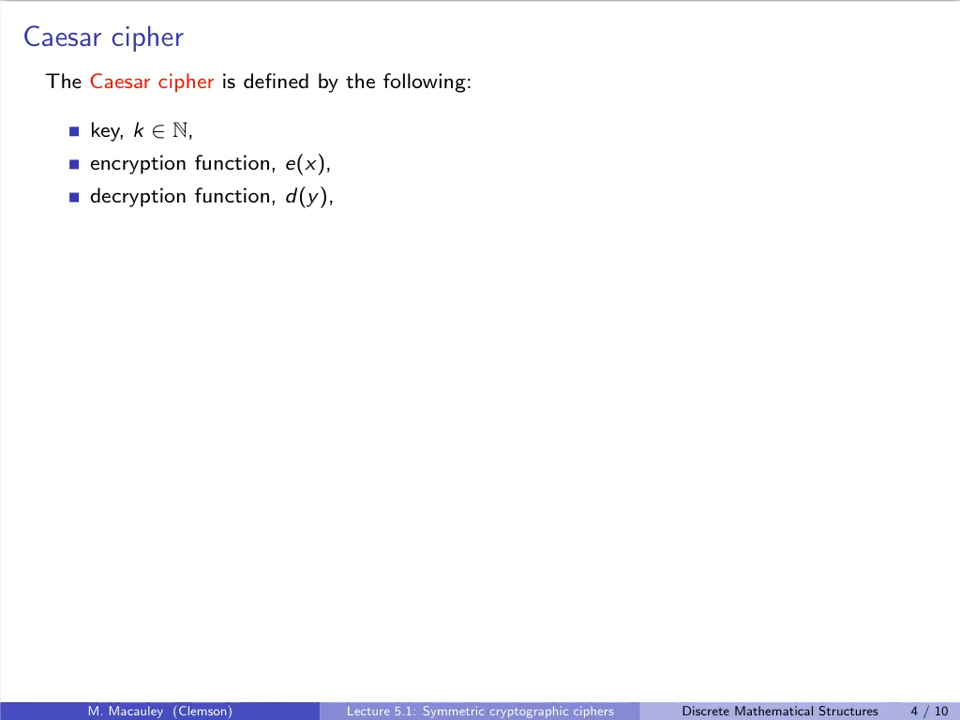 Caesar cipher
The Caesar cipher is defined by the following:
key, k ∈ ℕ,
encryption function, e(x),
decryption function, d(y),
M. Macauley (Clemson) Lecture 5.1: Symmetric cryptographic ciphers Discrete Mathematical Structures 4 / 10